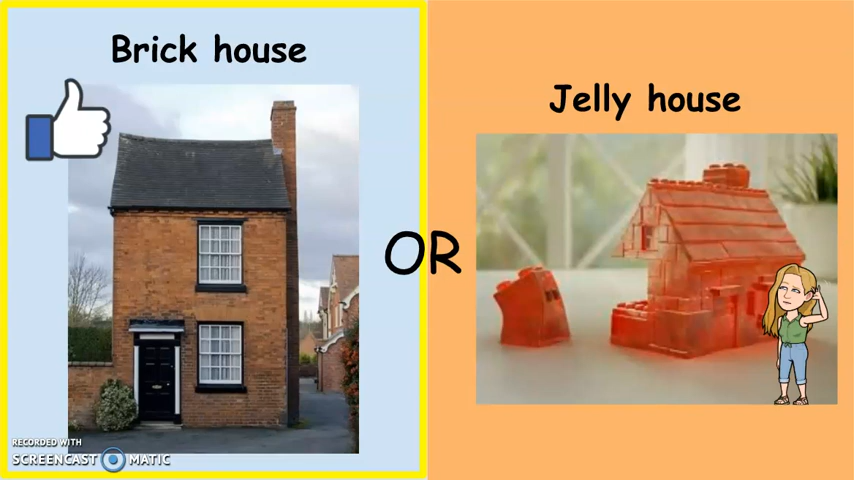 Brick house
Jelly house
OR
RECORDED WITH
SCREENCAST MATIC